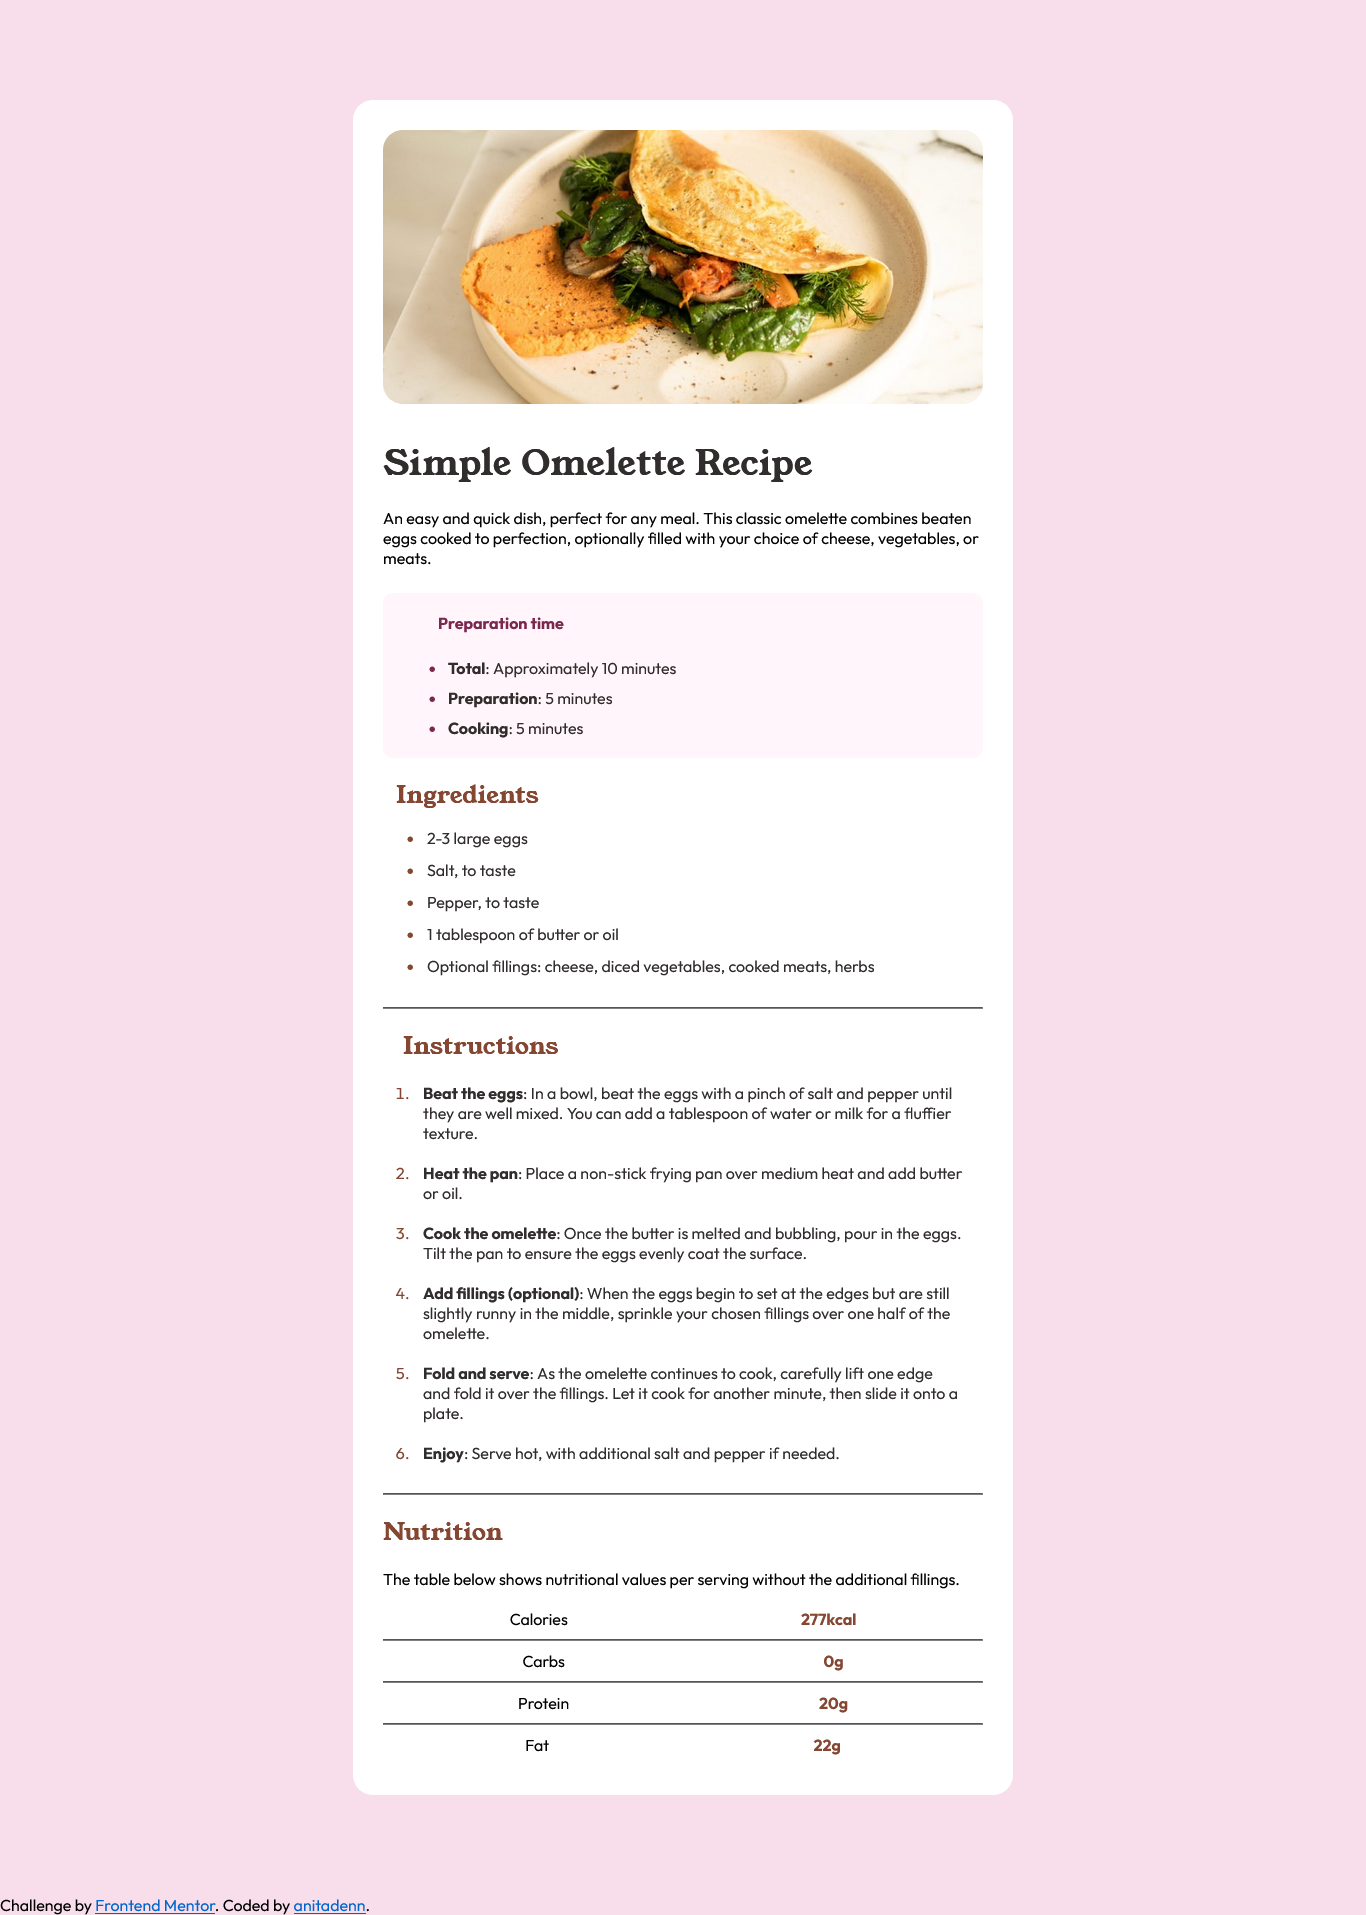 Simple Omelette Recipe
An easy and quick dish, perfect for any meal. This classic omelette combines beaten
eggs cooked to perfection, optionally filled with your choice of cheese, vegetables, or
meats.
Preparation time
• Total: Approximately 10 minutes
• Preparation: 5 minutes
• Cooking: 5 minutes
Ingredients
• 2-3 large eggs
• Salt, to taste
• Pepper, to taste
• 1 tablespoon of butter or oil
• Optional fillings: cheese, diced vegetables, cooked meats, herbs
Instructions
1. Beat the eggs: In a bowl, beat the eggs with a pinch of salt and pepper until
they are well mixed. You can add a tablespoon of water or milk for a fluffier
texture.
2. Heat the pan: Place a non-stick frying pan over medium heat and add butter
or oil.
3. Cook the omelette: Once the butter is melted and bubbling, pour in the eggs.
Tilt the pan to ensure the eggs evenly coat the surface.
4. Add fillings (optional): When the eggs begin to set at the edges but are still
slightly runny in the middle, sprinkle your chosen fillings over one half of the
omelette.
5. Fold and serve: As the omelette continues to cook, carefully lift one edge
and fold it over the fillings. Let it cook for another minute, then slide it onto a
plate.
6. Enjoy: Serve hot, with additional salt and pepper if needed.
Nutrition
The table below shows nutritional values per serving without the additional fillings.
Calories 277kcal
Carbs 0g
Protein 20g
Fat 22g
Challenge by Frontend Mentor. Coded by anitadenn.